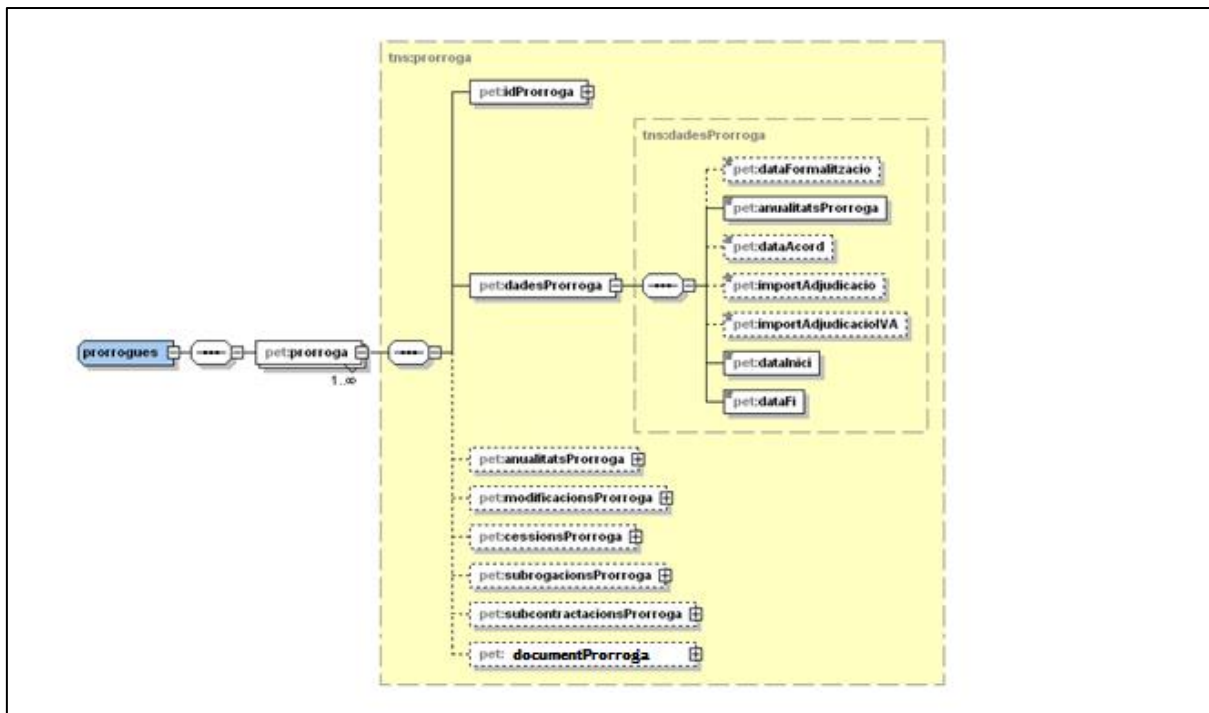 tns:prorroga
pet:idProrroga
tns:dadesProrroga
pet:dataFormalitzacio
pet:anualitatsProrroga
pet:dataAcord
pet:dadesProrroga
pet:importAdjudicacio
pet:importAdjudicacioIVA
prorrogues
pet:prorroga
1..∞
pet:dataInici
pet:dataFi
pet:anualitatsProrroga
pet:modificacionsProrroga
pet:cessionsProrroga
pet:subrogacionsProrroga
pet:subcontractacionsProrroga
pet: documentProrroga